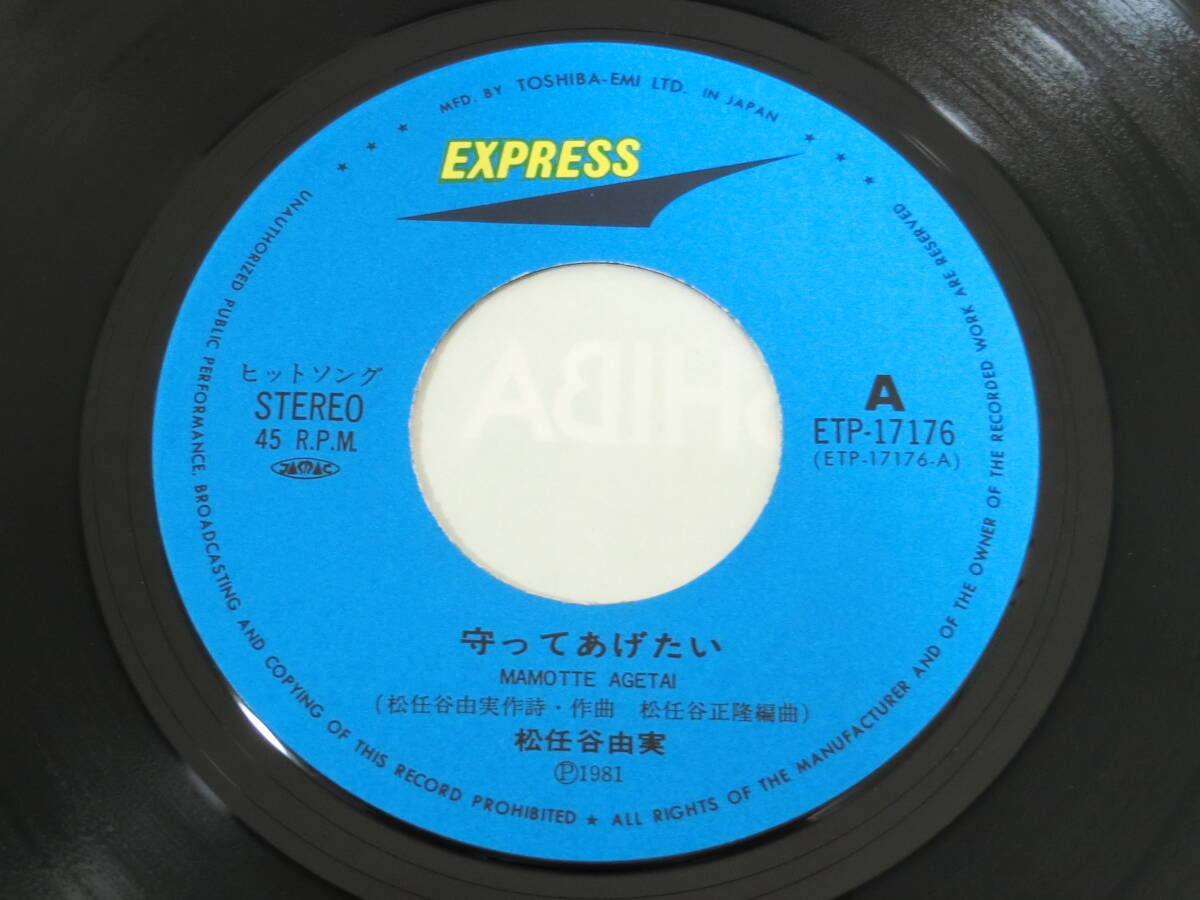 MFD. BY TOSHIBA-EMI LTD. IN JAPAN
EXPRESS
ヒットソング
STEREO
45 R.P.M.
JASRAC
A
ETP-17176
(ETP-17176-A)
守ってあげたい
MAMOTTE AGETAI
(松任谷由実作詩・作曲 松任谷正隆編曲)
松任谷由実
Ⓟ1981
UNAUTHORIZED PUBLIC PERFORMANCE, BROADCASTING AND COPYING OF THIS RECORD PROHIBITED ★ ALL RIGHTS OF THE MANUFACTURER AND OF THE OWNER OF THE RECORDED WORK ARE RESERVED